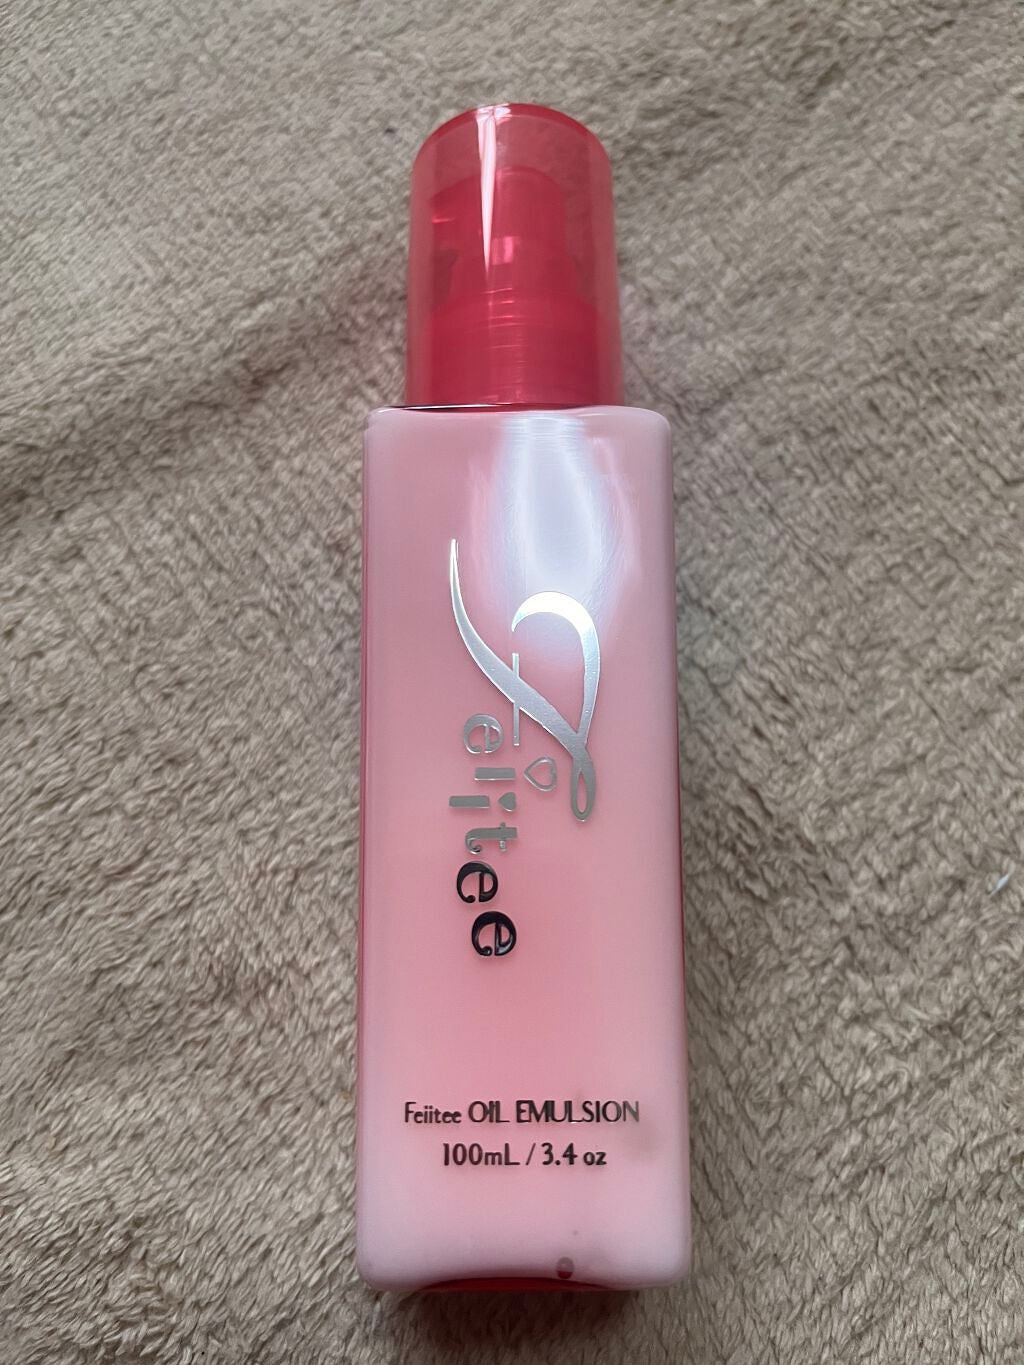 Feiitee
Feiitee OIL EMULSION
100mL / 3.4 oz